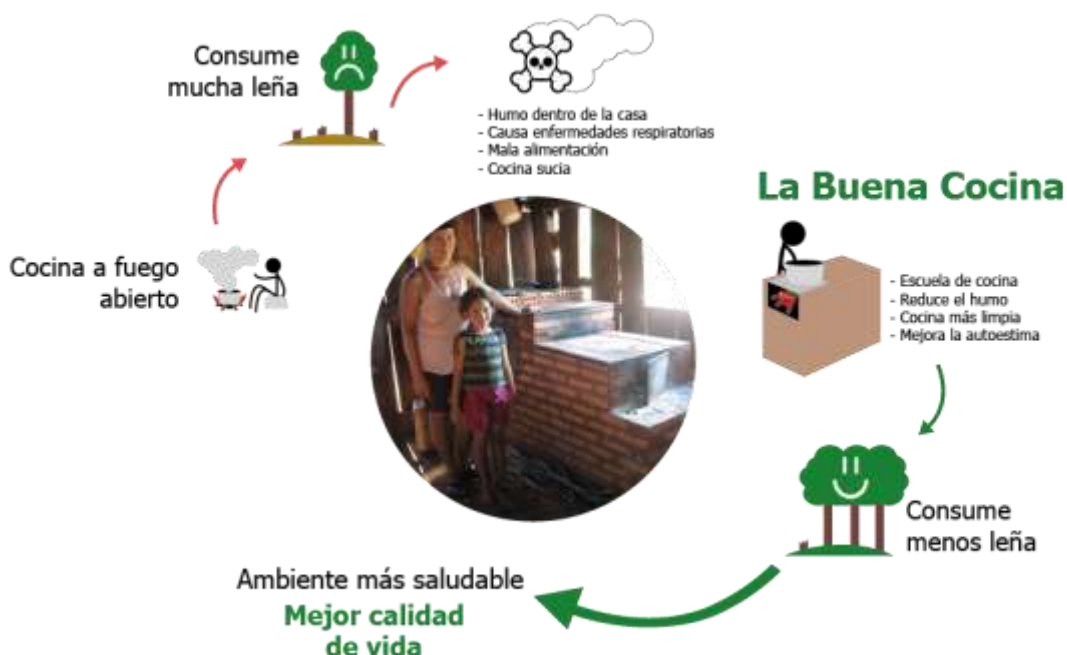 Cocina a fuego
abierto
Consume
mucha leña
- Humo dentro de la casa
- Causa enfermedades respiratorias
- Mala alimentación
- Cocina sucia
La Buena Cocina
- Escuela de cocina
- Reduce el humo
- Cocina más limpia
- Mejora la autoestima
Consume
menos leña
Ambiente más saludable
Mejor calidad
de vida